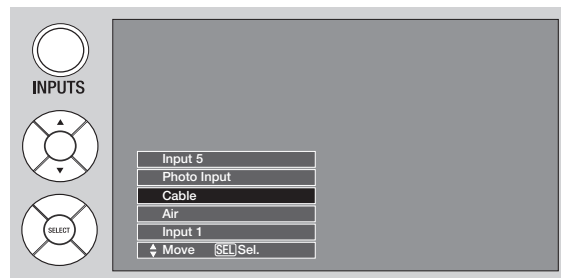 INPUTS
SELECT
Input 5
Photo Input
Cable
Air
Input 1
Move SEL Sel.